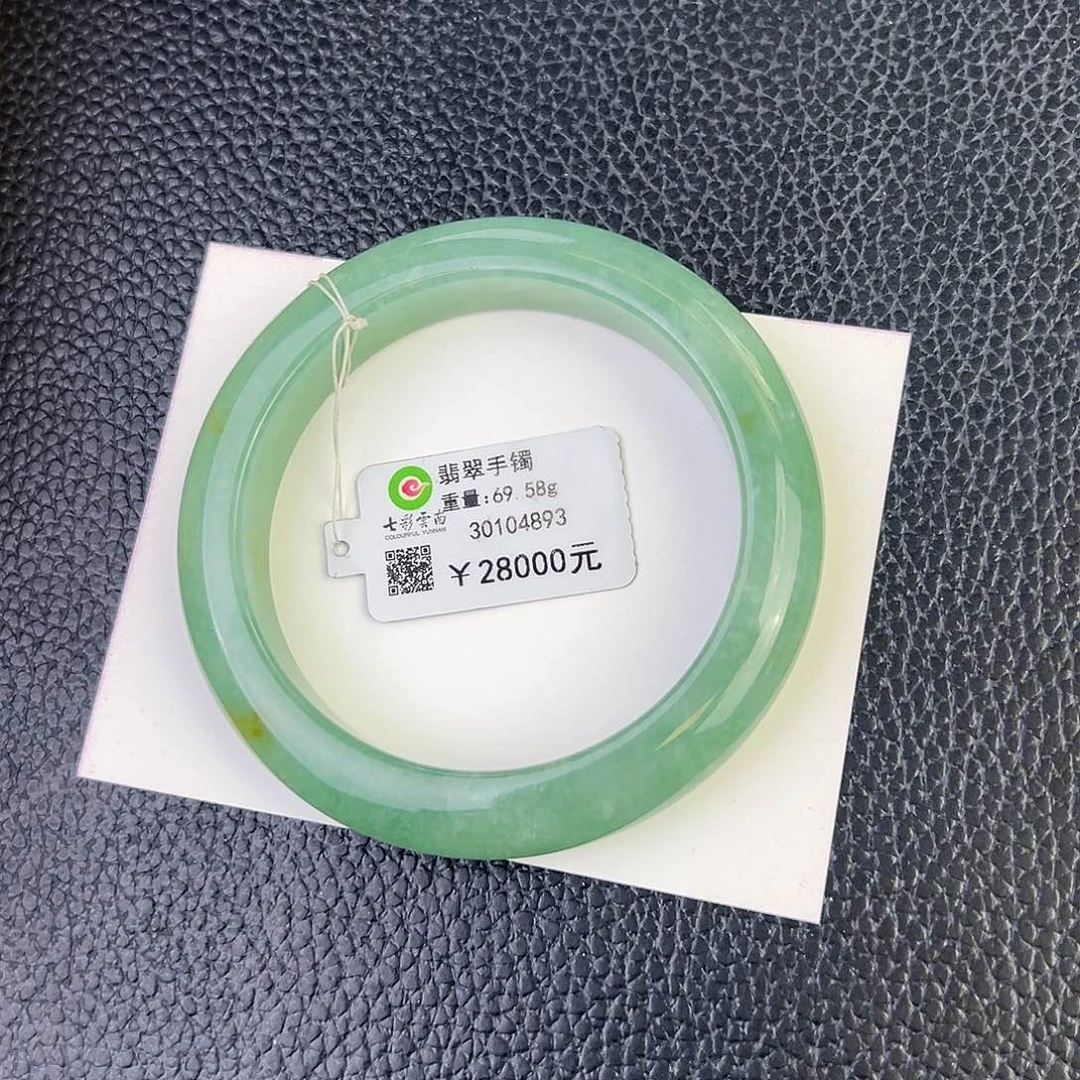 翡翠手镯
重量:69.58g
七彩雲南
COLOURFUL YUNNAN
30104893
￥28000元